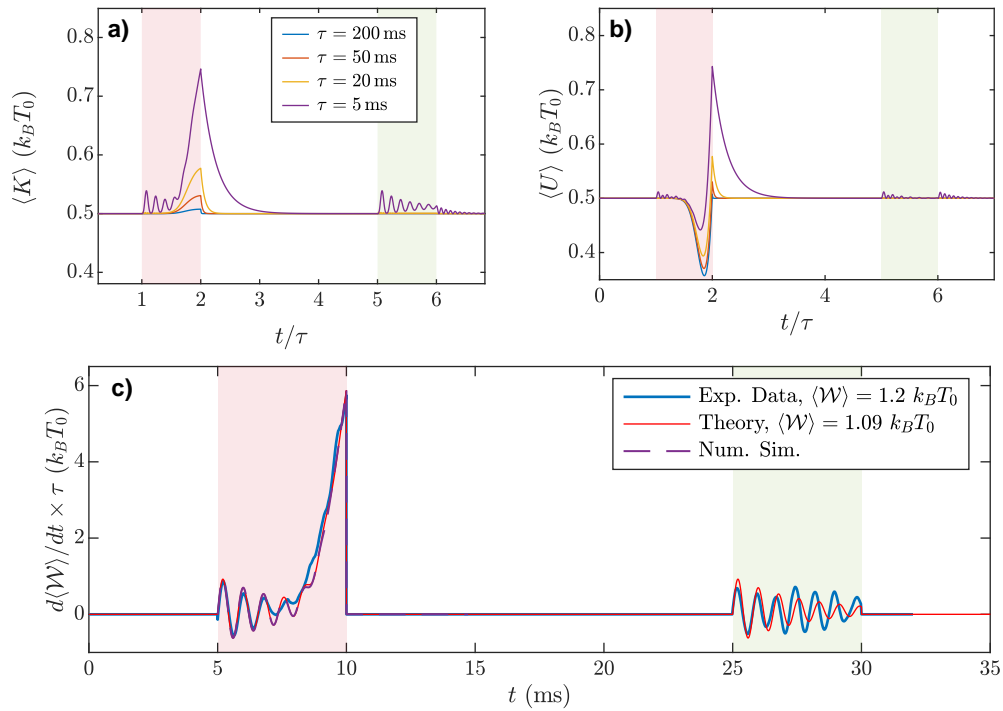 a)
τ = 200 ms
τ = 50 ms
τ = 20 ms
τ = 5 ms
⟨K⟩ (k_B T_0)
0.8
0.7
0.6
0.5
0.4
1 2 3 4 5 6
t/τ
b)
⟨U⟩ (k_B T_0)
0.8
0.7
0.6
0.5
0.4
0 2 4 6
t/τ
c)
Exp. Data, ⟨𝒲⟩ = 1.2 k_B T_0
Theory, ⟨𝒲⟩ = 1.09 k_B T_0
Num. Sim.
d⟨𝒲⟩/dt × τ (k_B T_0)
6
4
2
0
0 5 10 15 20 25 30 35
t (ms)